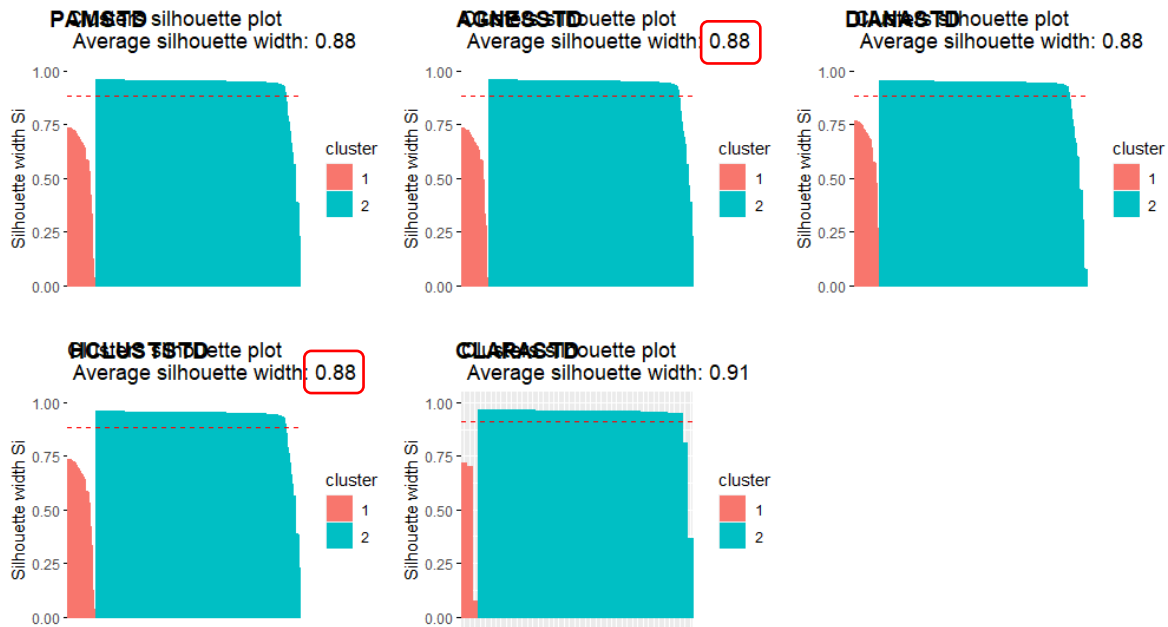 PAMSTD
Clusters silhouette plot
Average silhouette width: 0.88
1.00
0.75
0.50
0.25
0.00
Silhouette width Si
cluster
1
2
AGNESSTD
Clusters silhouette plot
Average silhouette width: 0.88
1.00
0.75
0.50
0.25
0.00
Silhouette width Si
cluster
1
2
DIANASTD
Clusters silhouette plot
Average silhouette width: 0.88
1.00
0.75
0.50
0.25
0.00
Silhouette width Si
cluster
1
2
HCLUSTSTD
Clusters silhouette plot
Average silhouette width: 0.88
1.00
0.75
0.50
0.25
0.00
Silhouette width Si
cluster
1
2
CLARASTD
Clusters silhouette plot
Average silhouette width: 0.91
1.00
0.75
0.50
0.25
0.00
Silhouette width Si
cluster
1
2